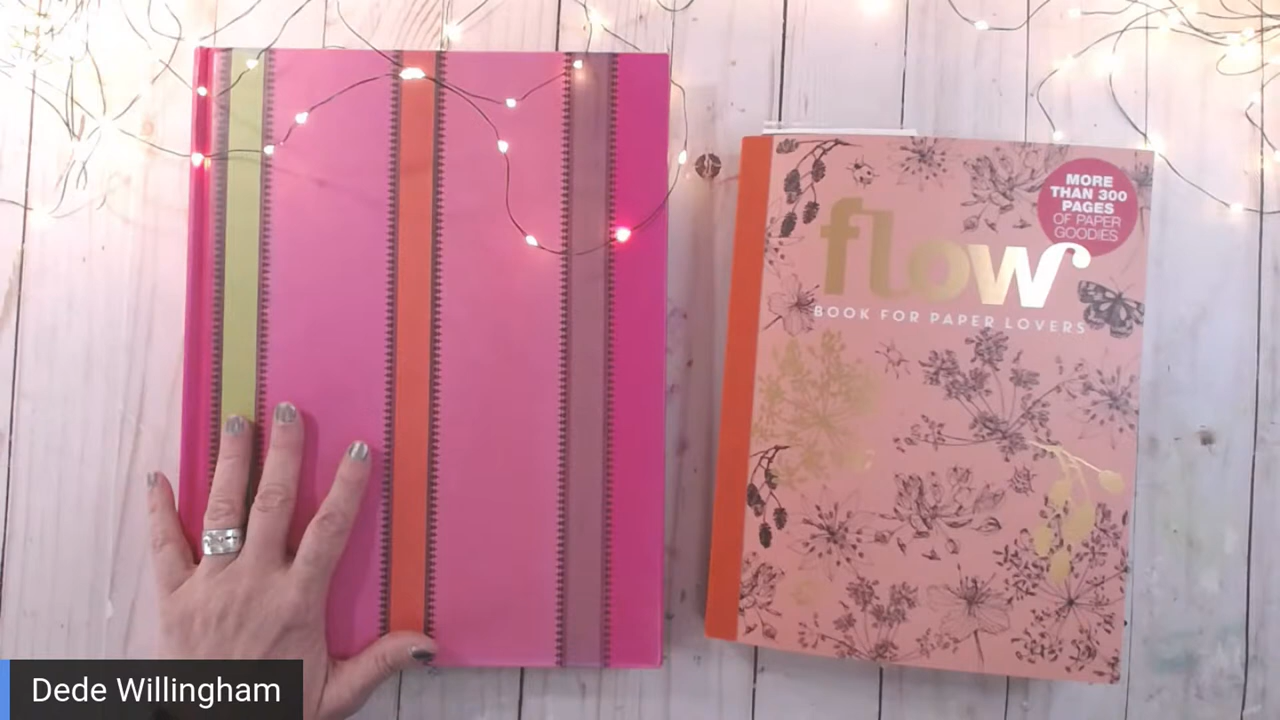 MORE
THAN 300
PAGES
OF PAPER
GOODIES
flow
BOOK FOR PAPER LOVERS
Dede Willingham